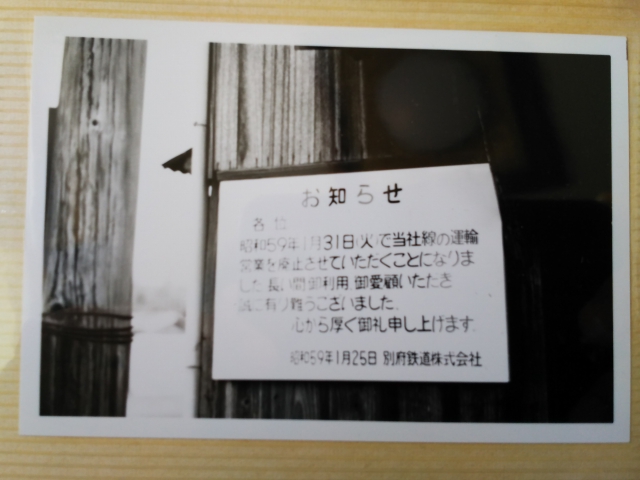 お知らせ
各位
昭和59年1月31日(火)で当社線の運輸
営業を廃止させていただくことになりま
した.長い間御利用,御愛顧いただき
誠に有り難うございました.
心から厚く御礼申し上げます.
昭和59年1月25日 別府鉄道株式会社